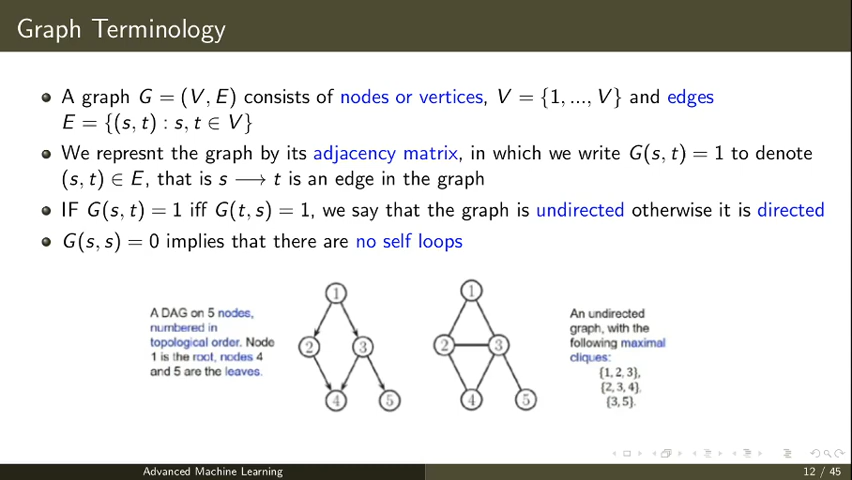 Graph Terminology
A graph G = (V, E) consists of nodes or vertices, V = {1, ..., V} and edges
E = {(s, t) : s, t ∈ V}
We represnt the graph by its adjacency matrix, in which we write G(s, t) = 1 to denote
(s, t) ∈ E, that is s ⟶ t is an edge in the graph
IF G(s, t) = 1 iff G(t, s) = 1, we say that the graph is undirected otherwise it is directed
G(s, s) = 0 implies that there are no self loops
A DAG on 5 nodes,
numbered in
topological order. Node
1 is the root, nodes 4
and 5 are the leaves.
1
2
3
4
5
1
2
3
4
5
An undirected
graph, with the
following maximal
cliques:
{1, 2, 3},
{2, 3, 4},
{3, 5}.
Advanced Machine Learning
12 / 45